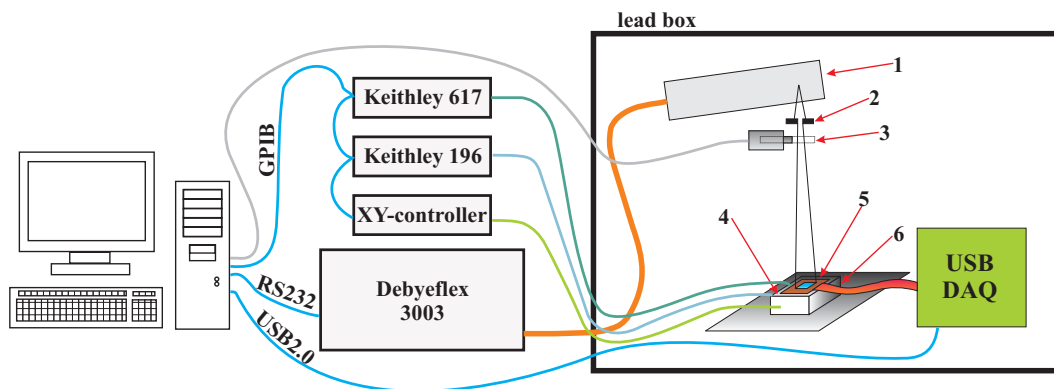 lead box
1
Keithley 617
2
3
GPIB
Keithley 196
XY-controller
4
5
6
RS232
Debyeflex
3003
USB
DAQ
USB2.0